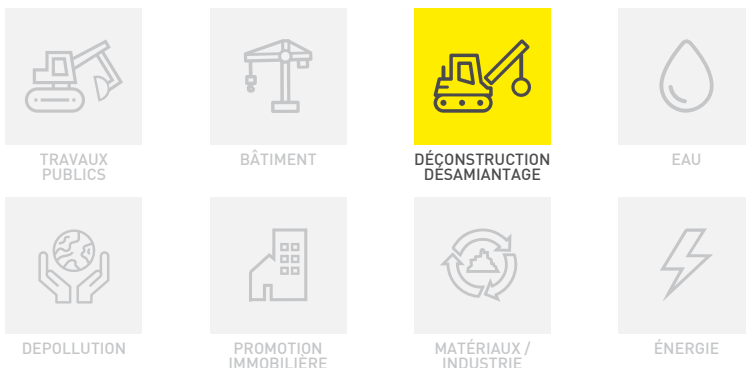 TRAVAUX
PUBLICS
BÂTIMENT
DÉCONSTRUCTION
DÉSAMIANTAGE
EAU
DEPOLLUTION
PROMOTION
IMMOBILIÈRE
MATÉRIAUX /
INDUSTRIE
ÉNERGIE